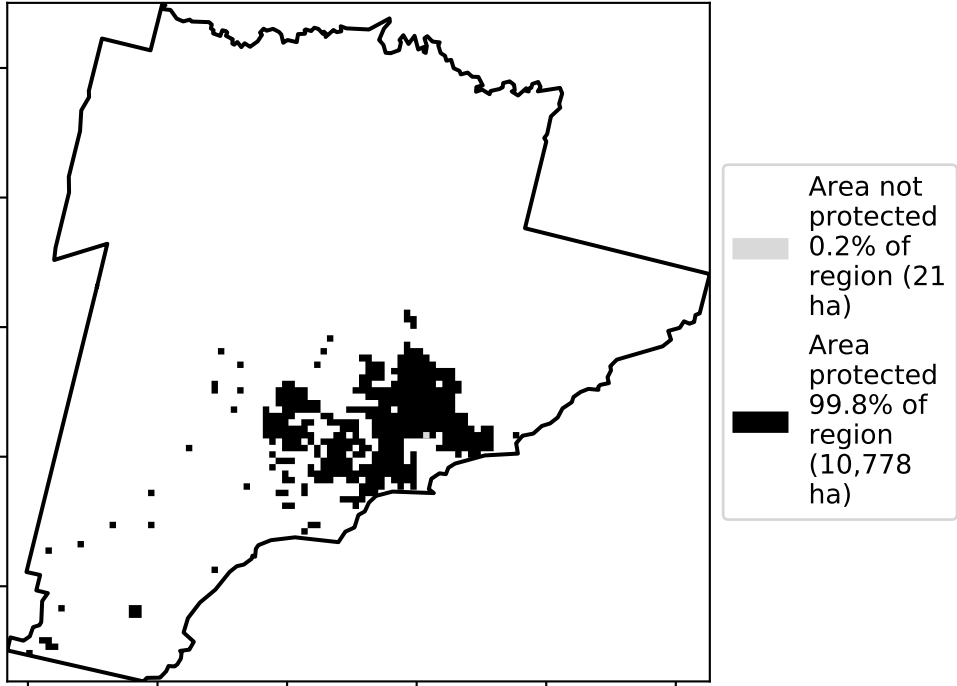 Area not
protected
0.2% of
region (21
ha)
Area
protected
99.8% of
region
(10,778
ha)